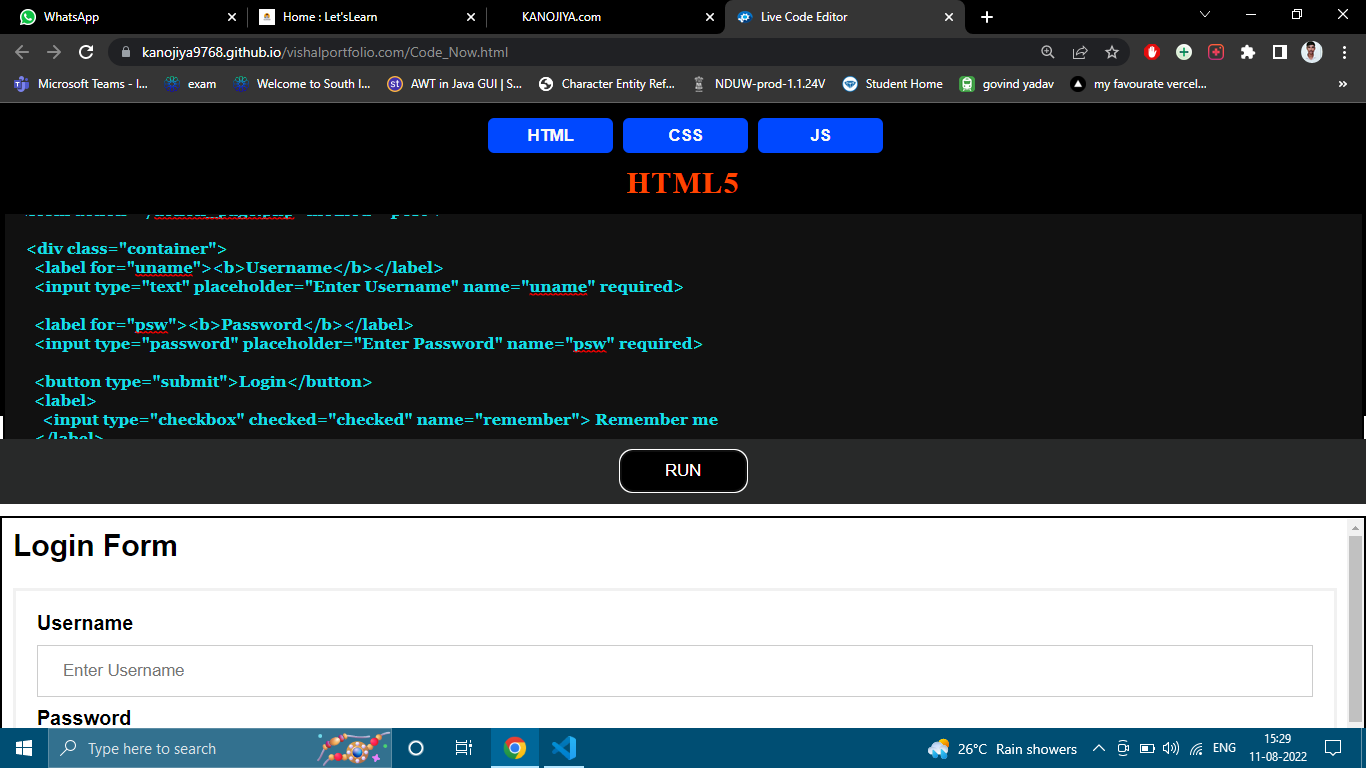 WhatsApp
Home : Let'sLearn
KANOJIYA.com
Live Code Editor
kanojiya9768.github.io/vishalportfolio.com/Code_Now.html
Microsoft Teams - I...
exam
Welcome to South I...
st
AWT in Java GUI | S...
Character Entity Ref...
NDUW-prod-1.1.24V
Student Home
govind yadav
my favourate vercel...
»
HTML
CSS
JS
HTML5
<div class="container">
<label for="uname"><b>Username</b></label>
<input type="text" placeholder="Enter Username" name="uname" required>
<label for="psw"><b>Password</b></label>
<input type="password" placeholder="Enter Password" name="psw" required>
<button type="submit">Login</button>
<label>
<input type="checkbox" checked="checked" name="remember"> Remember me
</label>
RUN
Login Form
Username
Enter Username
Password
Type here to search
26°C Rain showers
ENG
15:29
11-08-2022